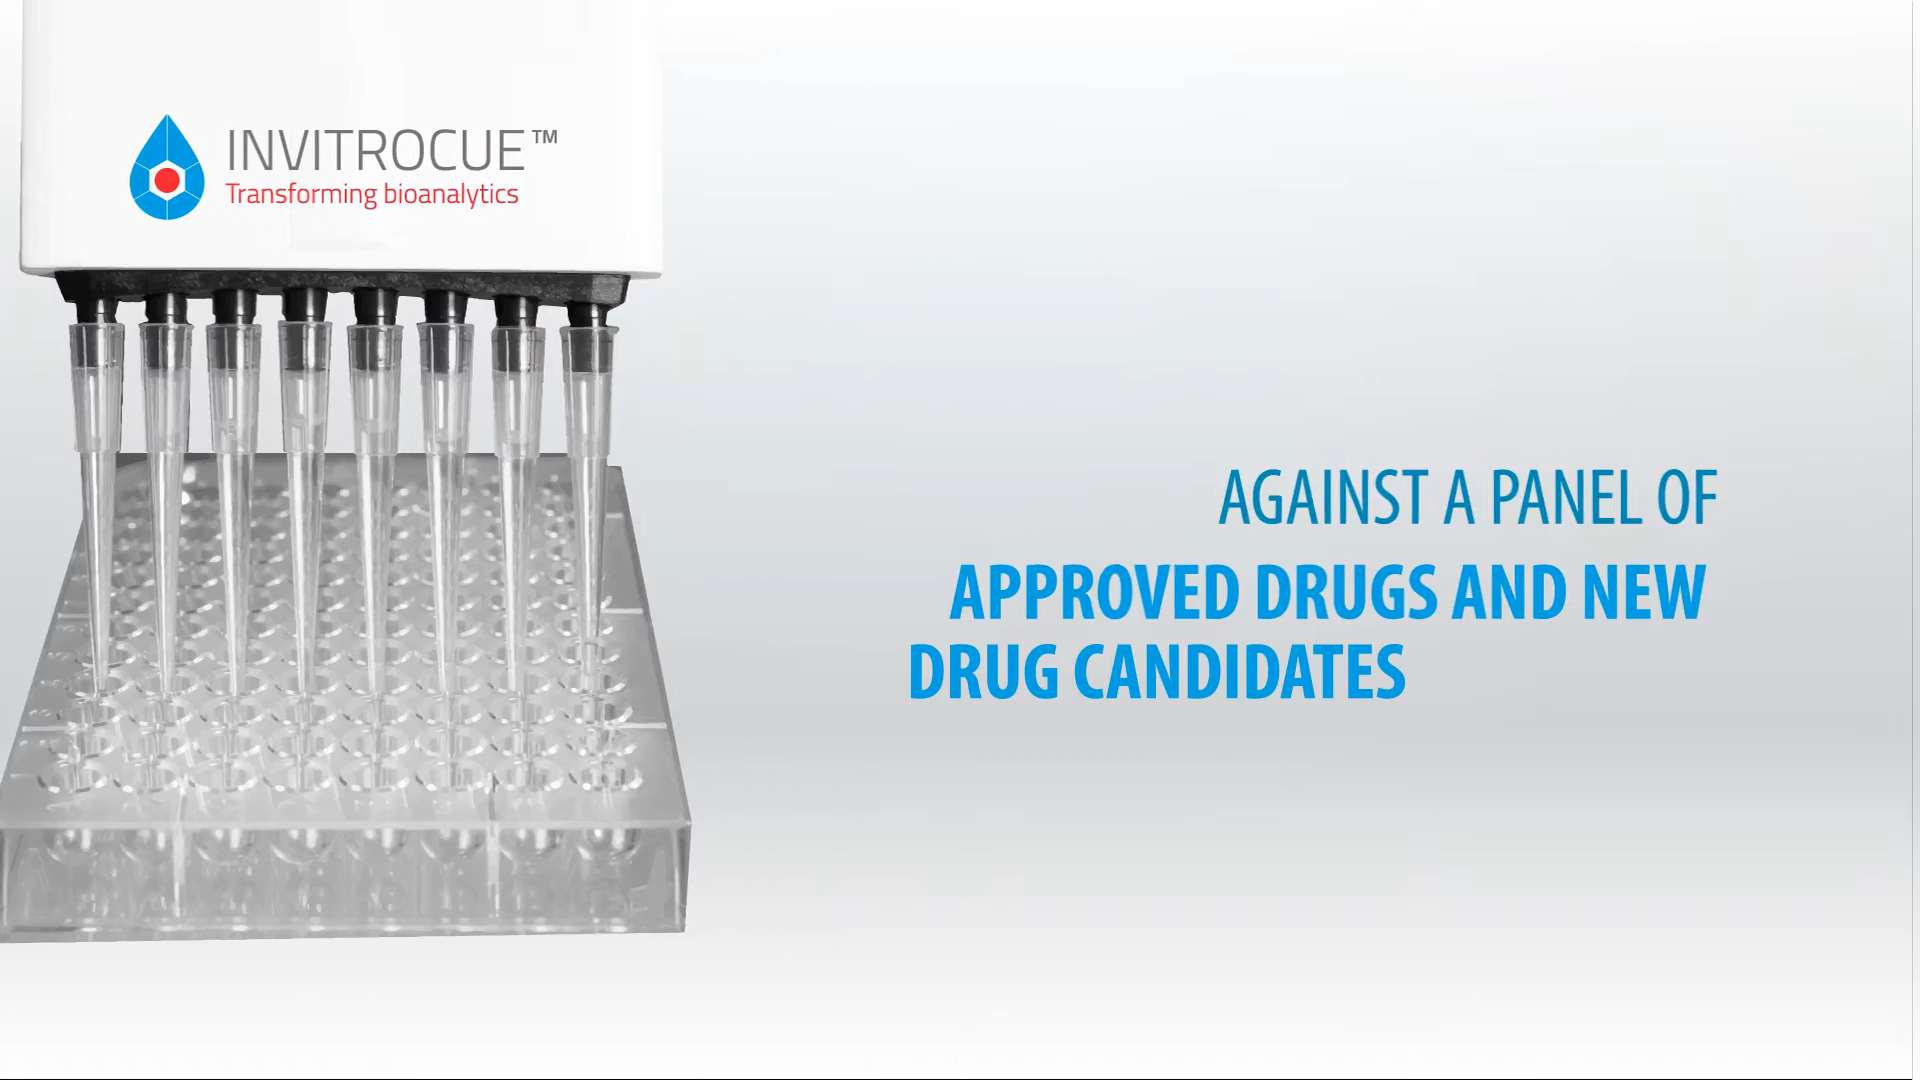 INVITROCUE™
Transforming bioanalytics
AGAINST A PANEL OF
APPROVED DRUGS AND NEW
DRUG CANDIDATES